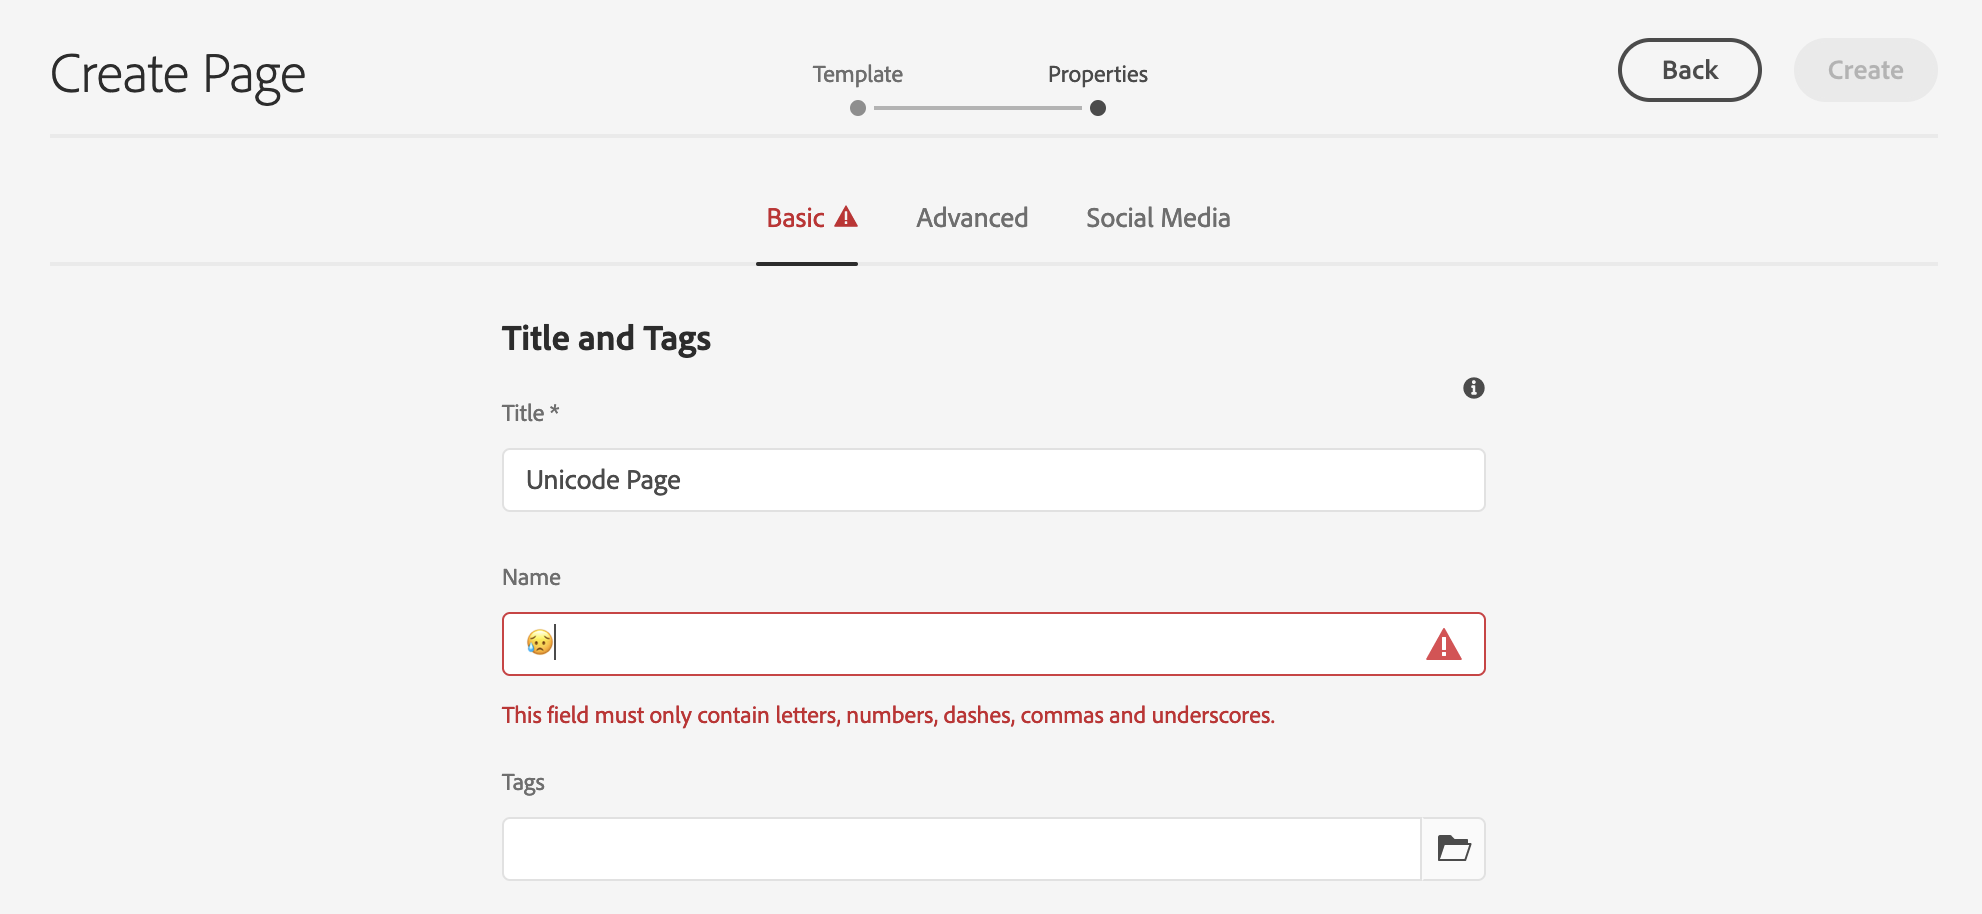 Create Page
Template
Properties
Back
Create
Basic
Advanced
Social Media
Title and Tags
Title *
Unicode Page
Name
😥
This field must only contain letters, numbers, dashes, commas and underscores.
Tags